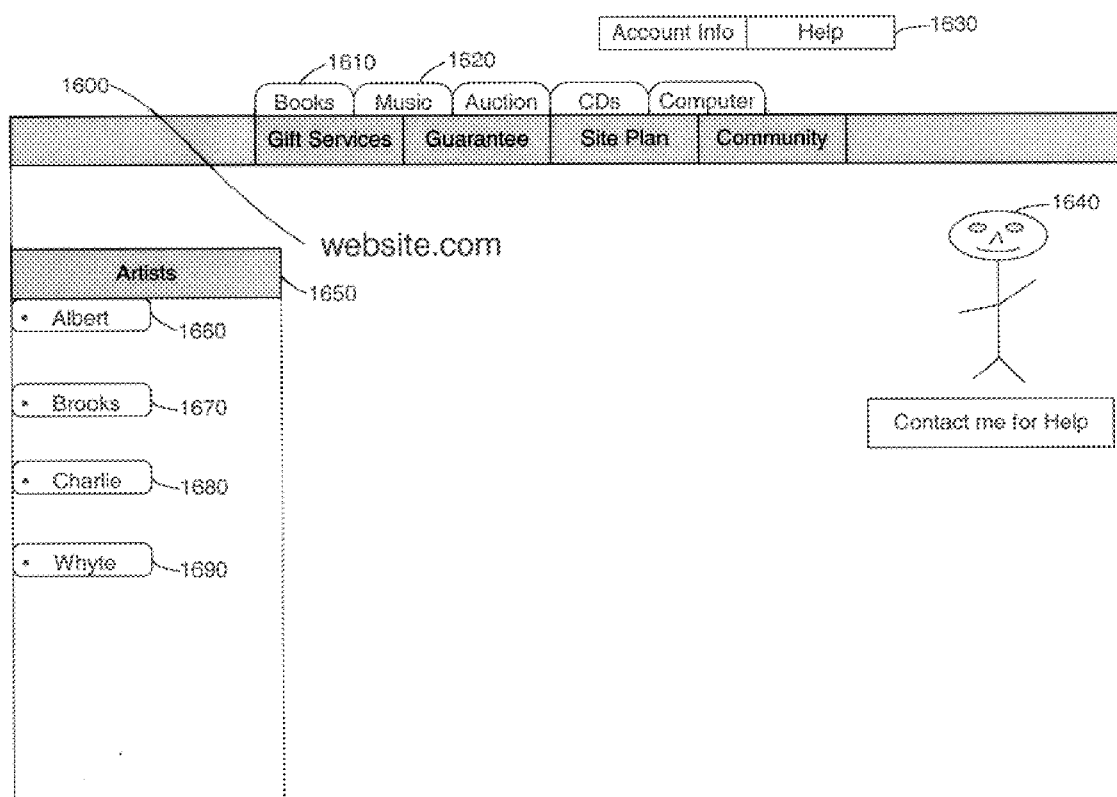 Account Info Help 1630
1610 1620
1600
Books Music Auction CDs Computer
Gift Services Guarantee Site Plan Community
1640
website.com
Artists
1650
• Albert 1660
• Brooks 1670
Contact me for Help
• Charlie 1680
• Whyte 1690